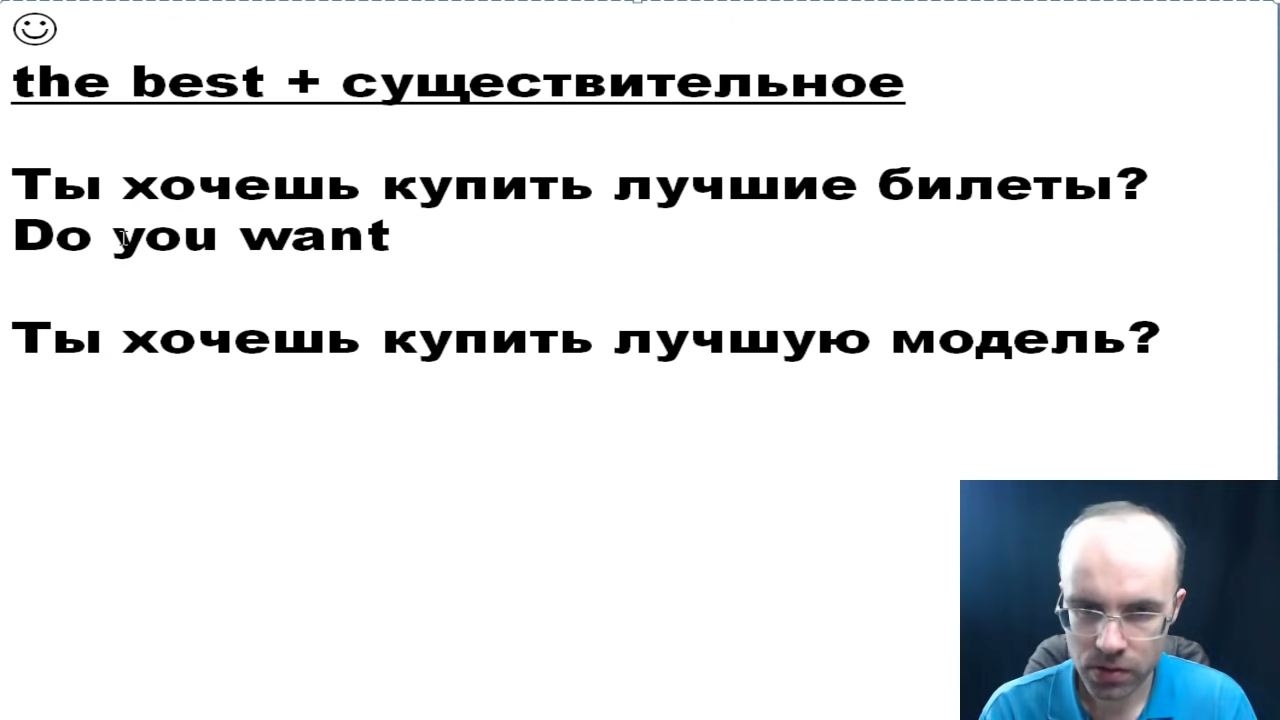 the best + существительное
Ты хочешь купить лучшие билеты?
Do you want
Ты хочешь купить лучшую модель?